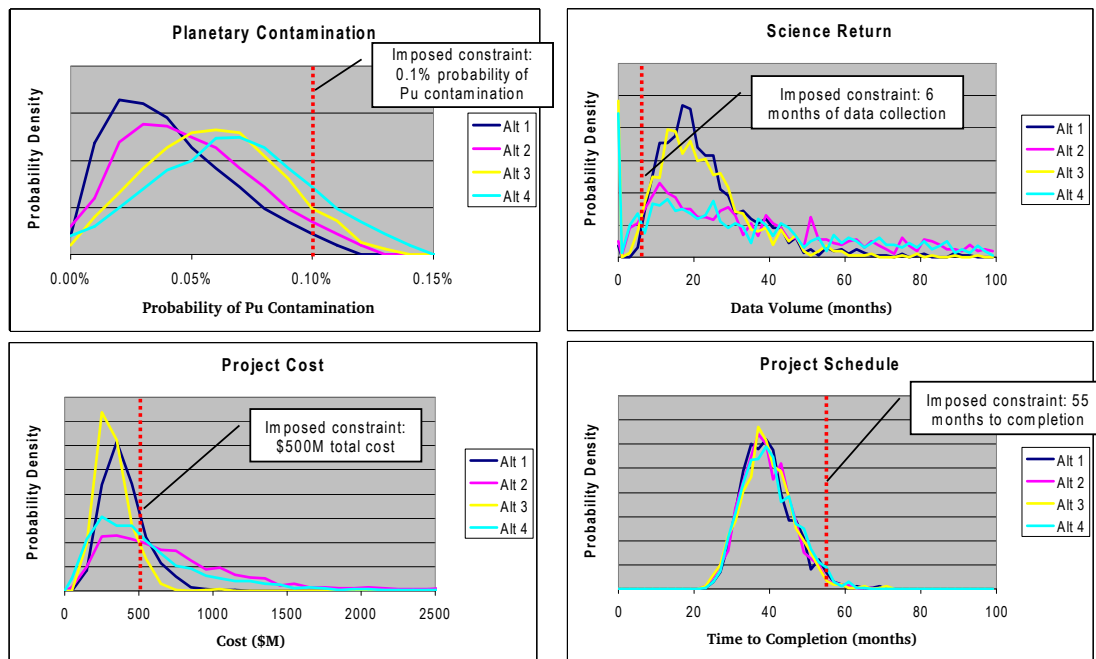 Planetary Contamination
Imposed constraint:
0.1% probability of
Pu contamination
Probability Density
Alt 1
Alt 2
Alt 3
Alt 4
0.00%
0.05%
0.10%
0.15%
Probability of Pu Contamination
Science Return
Imposed constraint: 6
months of data collection
Probability Density
Alt 1
Alt 2
Alt 3
Alt 4
0
20
40
60
80
100
Data Volume (months)
Project Cost
Imposed constraint:
$500M total cost
Probability Density
Alt 1
Alt 2
Alt 3
Alt 4
0
500
1000
1500
2000
2500
Cost ($M)
Project Schedule
Imposed constraint: 55
months to completion
Probability Density
Alt 1
Alt 2
Alt 3
Alt 4
0
20
40
60
80
100
Time to Completion (months)